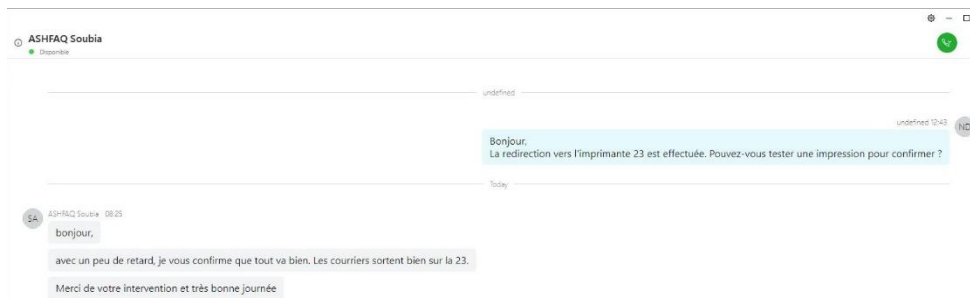 ASHFAQ Soubia
Disponible
undefined
undefined 12:43
ND
Bonjour,
La redirection vers l'imprimante 23 est effectuée. Pouvez-vous tester une impression pour confirmer ?
Today
SA
ASHFAQ Soubia 08:25
bonjour,
avec un peu de retard, je vous confirme que tout va bien. Les courriers sortent bien sur la 23.
Merci de votre intervention et très bonne journée